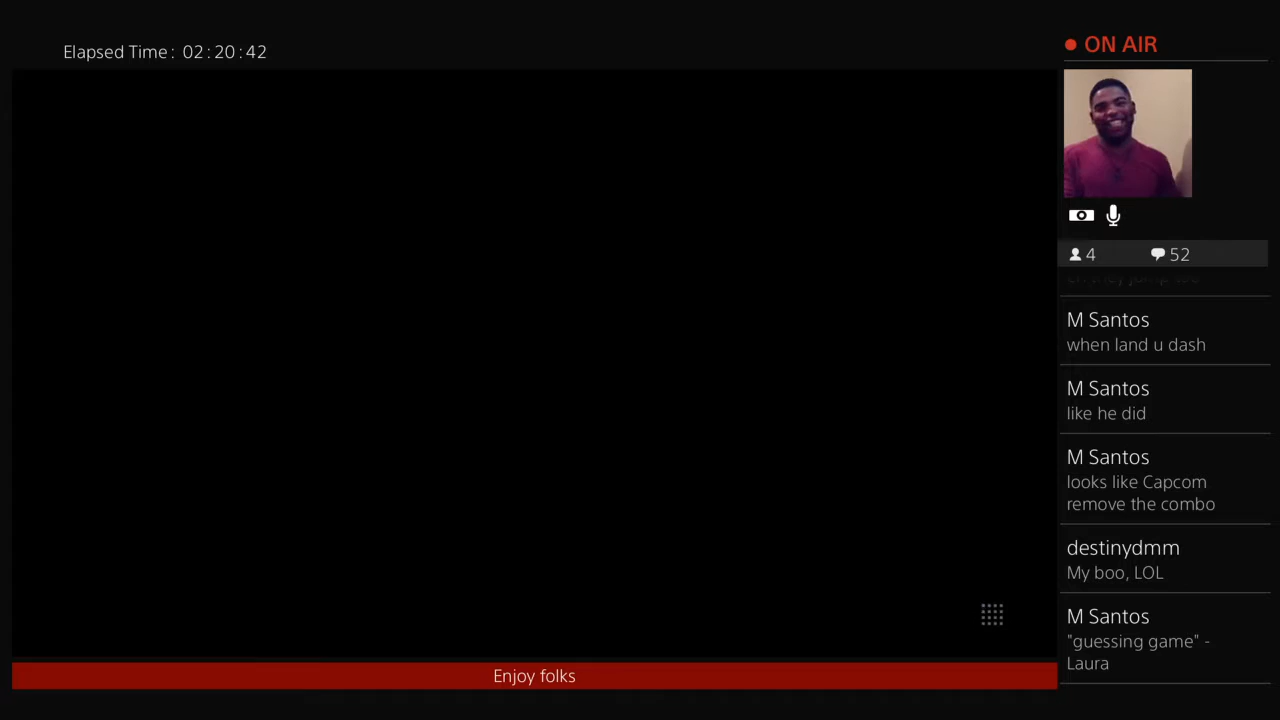 Elapsed Time: 02:20:42
ON AIR
4
52
M Santos
when land u dash
M Santos
like he did
M Santos
looks like Capcom
remove the combo
destinydmm
My boo, LOL
M Santos
"guessing game" -
Laura
Enjoy folks